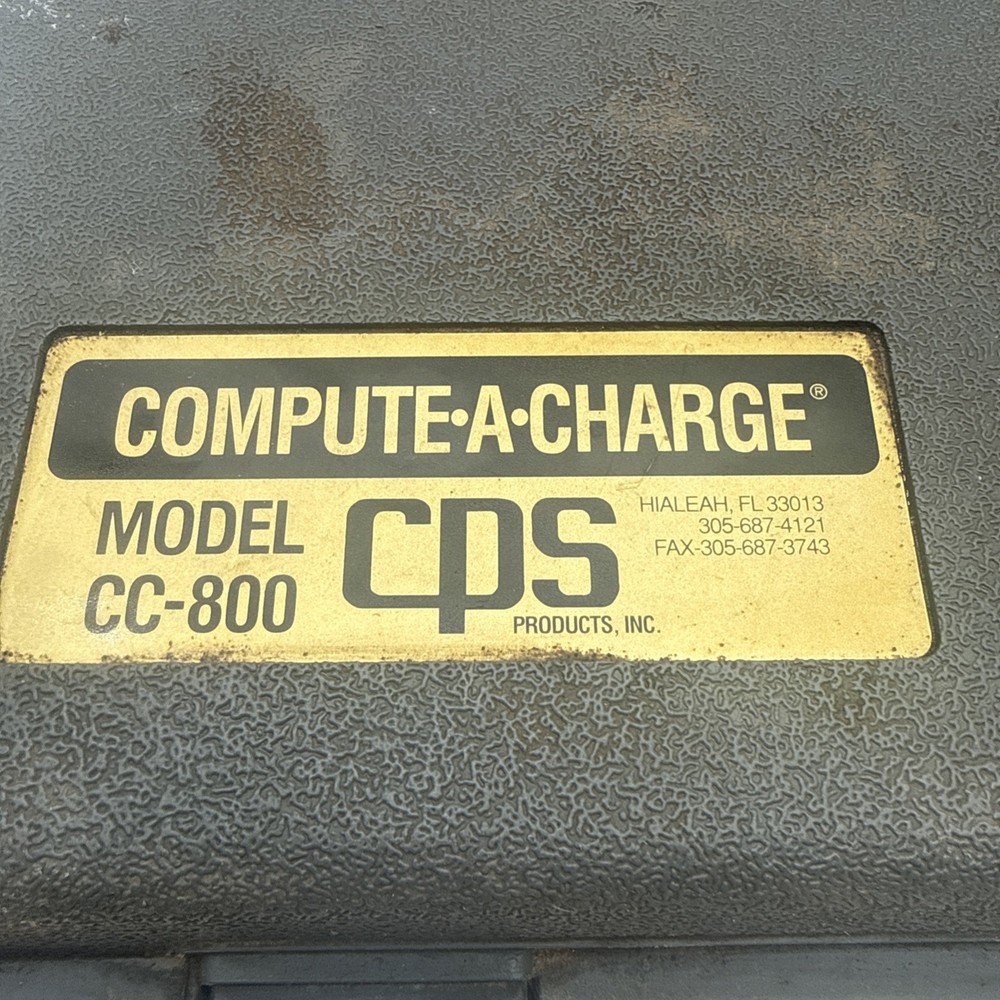 COMPUTE•A•CHARGE®
MODEL
CC-800
cps
PRODUCTS, INC.
HIALEAH, FL 33013
305-687-4121
FAX-305-687-3743